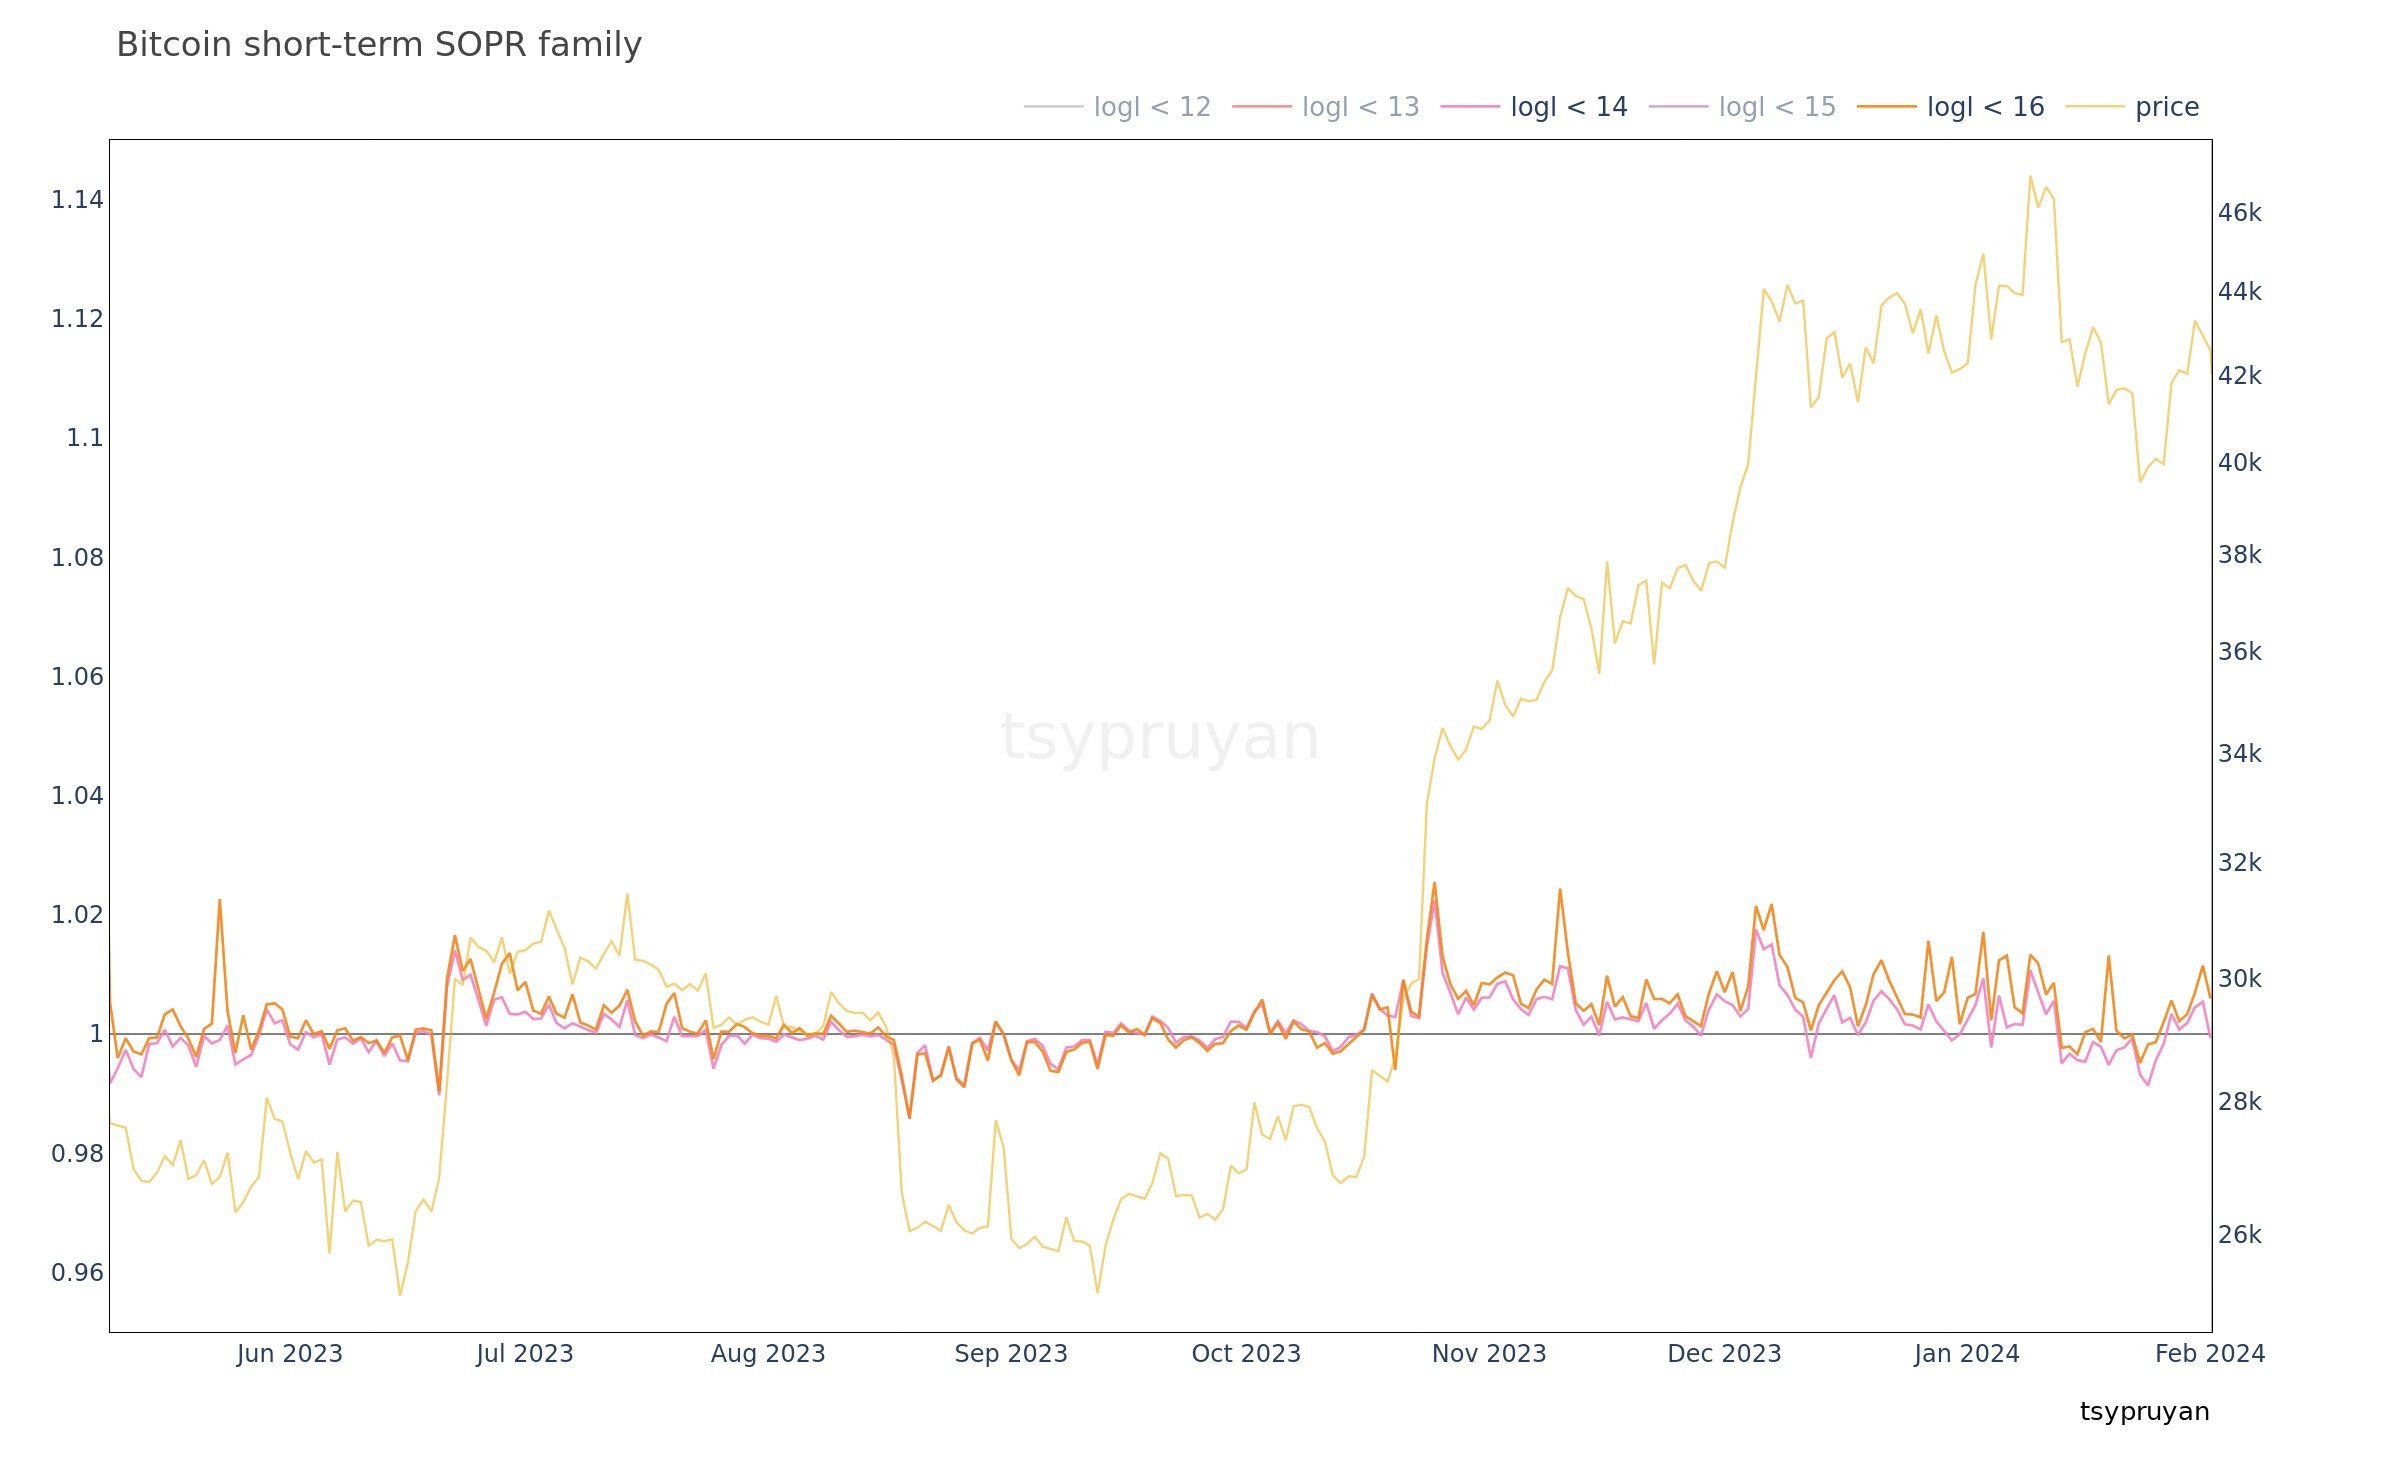 Bitcoin short-term SOPR family
logl < 12 logl < 13 logl < 14 logl < 15 logl < 16 price
1.14
1.12
1.1
1.08
1.06
1.04
1.02
1
0.98
0.96
46k
44k
42k
40k
38k
36k
34k
32k
30k
28k
26k
tsypruyan
Jun 2023 Jul 2023 Aug 2023 Sep 2023 Oct 2023 Nov 2023 Dec 2023 Jan 2024 Feb 2024
tsypruyan